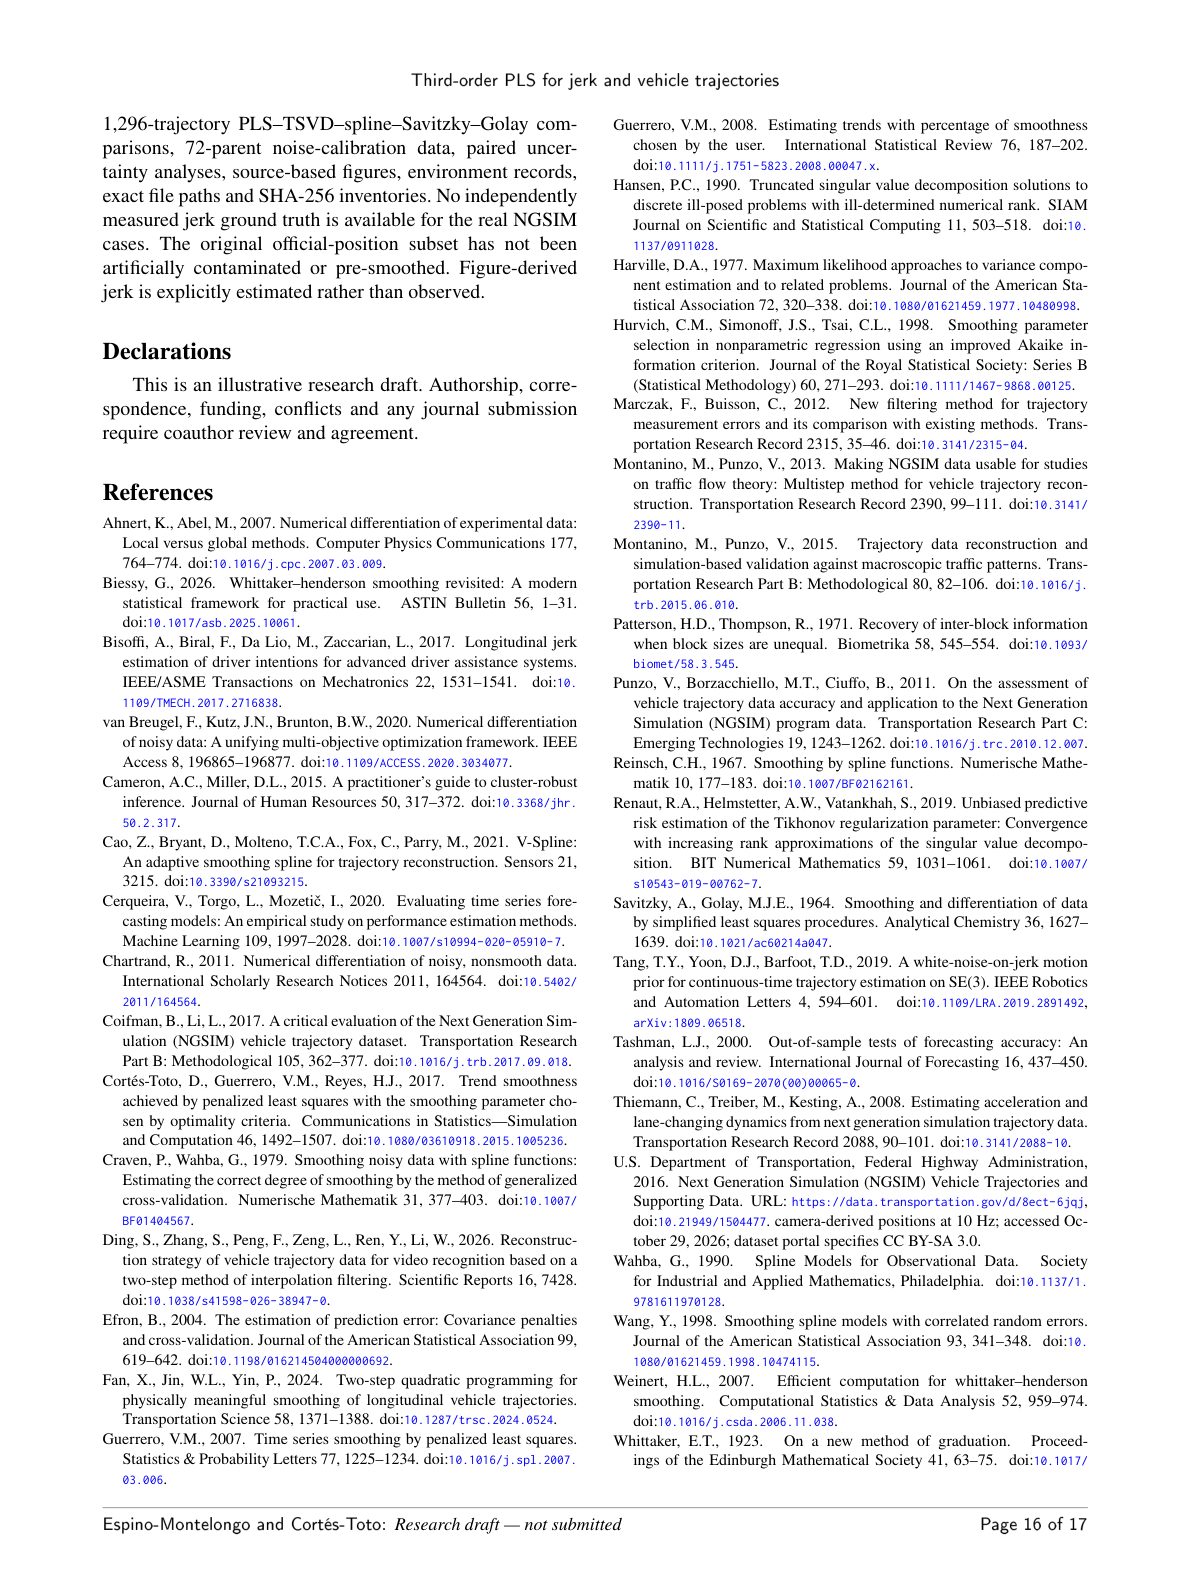 Third-order PLS for jerk and vehicle trajectories
1,296-trajectory PLS–TSVD–spline–Savitzky–Golay com-
parisons, 72-parent noise-calibration data, paired uncer-
tainty analyses, source-based figures, environment records,
exact file paths and SHA-256 inventories. No independently
measured jerk ground truth is available for the real NGSIM
cases. The original official-position subset has not been
artificially contaminated or pre-smoothed. Figure-derived
jerk is explicitly estimated rather than observed.
Declarations
This is an illustrative research draft. Authorship, corre-
spondence, funding, conflicts and any journal submission
require coauthor review and agreement.
References
Ahnert, K., Abel, M., 2007. Numerical differentiation of experimental data:
Local versus global methods. Computer Physics Communications 177,
764–774. doi:10.1016/j.cpc.2007.03.009.
Biessy, G., 2026. Whittaker–henderson smoothing revisited: A modern
statistical framework for practical use. ASTIN Bulletin 56, 1–31.
doi:10.1017/asb.2025.10061.
Bisoffi, A., Biral, F., Da Lio, M., Zaccarian, L., 2017. Longitudinal jerk
estimation of driver intentions for advanced driver assistance systems.
IEEE/ASME Transactions on Mechatronics 22, 1531–1541. doi:10.
1109/TMECH.2017.2716838.
van Breugel, F., Kutz, J.N., Brunton, B.W., 2020. Numerical differentiation
of noisy data: A unifying multi-objective optimization framework. IEEE
Access 8, 196865–196877. doi:10.1109/ACCESS.2020.3034077.
Cameron, A.C., Miller, D.L., 2015. A practitioner's guide to cluster-robust
inference. Journal of Human Resources 50, 317–372. doi:10.3368/jhr.
50.2.317.
Cao, Z., Bryant, D., Molteno, T.C.A., Fox, C., Parry, M., 2021. V-Spline:
An adaptive smoothing spline for trajectory reconstruction. Sensors 21,
3215. doi:10.3390/s21093215.
Cerqueira, V., Torgo, L., Mozetič, I., 2020. Evaluating time series fore-
casting models: An empirical study on performance estimation methods.
Machine Learning 109, 1997–2028. doi:10.1007/s10994-020-05910-7.
Chartrand, R., 2011. Numerical differentiation of noisy, nonsmooth data.
International Scholarly Research Notices 2011, 164564. doi:10.5402/
2011/164564.
Coifman, B., Li, L., 2017. A critical evaluation of the Next Generation Sim-
ulation (NGSIM) vehicle trajectory dataset. Transportation Research
Part B: Methodological 105, 362–377. doi:10.1016/j.trb.2017.09.018.
Cortés-Toto, D., Guerrero, V.M., Reyes, H.J., 2017. Trend smoothness
achieved by penalized least squares with the smoothing parameter cho-
sen by optimality criteria. Communications in Statistics—Simulation
and Computation 46, 1492–1507. doi:10.1080/03610918.2015.1005236.
Craven, P., Wahba, G., 1979. Smoothing noisy data with spline functions:
Estimating the correct degree of smoothing by the method of generalized
cross-validation. Numerische Mathematik 31, 377–403. doi:10.1007/
BF01404567.
Ding, S., Zhang, S., Peng, F., Zeng, L., Ren, Y., Li, W., 2026. Reconstruc-
tion strategy of vehicle trajectory data for video recognition based on a
two-step method of interpolation filtering. Scientific Reports 16, 7428.
doi:10.1038/s41598-026-38947-0.
Efron, B., 2004. The estimation of prediction error: Covariance penalties
and cross-validation. Journal of the American Statistical Association 99,
619–642. doi:10.1198/016214504000000692.
Fan, X., Jin, W.L., Yin, P., 2024. Two-step quadratic programming for
physically meaningful smoothing of longitudinal vehicle trajectories.
Transportation Science 58, 1371–1388. doi:10.1287/trsc.2024.0524.
Guerrero, V.M., 2007. Time series smoothing by penalized least squares.
Statistics & Probability Letters 77, 1225–1234. doi:10.1016/j.spl.2007.
03.006.
Guerrero, V.M., 2008. Estimating trends with percentage of smoothness
chosen by the user. International Statistical Review 76, 187–202.
doi:10.1111/j.1751-5823.2008.00047.x.
Hansen, P.C., 1990. Truncated singular value decomposition solutions to
discrete ill-posed problems with ill-determined numerical rank. SIAM
Journal on Scientific and Statistical Computing 11, 503–518. doi:10.
1137/0911028.
Harville, D.A., 1977. Maximum likelihood approaches to variance compo-
nent estimation and to related problems. Journal of the American Sta-
tistical Association 72, 320–338. doi:10.1080/01621459.1977.10480998.
Hurvich, C.M., Simonoff, J.S., Tsai, C.L., 1998. Smoothing parameter
selection in nonparametric regression using an improved Akaike in-
formation criterion. Journal of the Royal Statistical Society: Series B
(Statistical Methodology) 60, 271–293. doi:10.1111/1467-9868.00125.
Marczak, F., Buisson, C., 2012. New filtering method for trajectory
measurement errors and its comparison with existing methods. Trans-
portation Research Record 2315, 35–46. doi:10.3141/2315-04.
Montanino, M., Punzo, V., 2013. Making NGSIM data usable for studies
on traffic flow theory: Multistep method for vehicle trajectory recon-
struction. Transportation Research Record 2390, 99–111. doi:10.3141/
2390-11.
Montanino, M., Punzo, V., 2015. Trajectory data reconstruction and
simulation-based validation against macroscopic traffic patterns. Trans-
portation Research Part B: Methodological 80, 82–106. doi:10.1016/j.
trb.2015.06.010.
Patterson, H.D., Thompson, R., 1971. Recovery of inter-block information
when block sizes are unequal. Biometrika 58, 545–554. doi:10.1093/
biomet/58.3.545.
Punzo, V., Borzacchiello, M.T., Ciuffo, B., 2011. On the assessment of
vehicle trajectory data accuracy and application to the Next Generation
Simulation (NGSIM) program data. Transportation Research Part C:
Emerging Technologies 19, 1243–1262. doi:10.1016/j.trc.2010.12.007.
Reinsch, C.H., 1967. Smoothing by spline functions. Numerische Mathe-
matik 10, 177–183. doi:10.1007/BF02162161.
Renaut, R.A., Helmstetter, A.W., Vatankhah, S., 2019. Unbiased predictive
risk estimation of the Tikhonov regularization parameter: Convergence
with increasing rank approximations of the singular value decompo-
sition. BIT Numerical Mathematics 59, 1031–1061. doi:10.1007/
s10543-019-00762-7.
Savitzky, A., Golay, M.J.E., 1964. Smoothing and differentiation of data
by simplified least squares procedures. Analytical Chemistry 36, 1627–
1639. doi:10.1021/ac60214a047.
Tang, T.Y., Yoon, D.J., Barfoot, T.D., 2019. A white-noise-on-jerk motion
prior for continuous-time trajectory estimation on SE(3). IEEE Robotics
and Automation Letters 4, 594–601. doi:10.1109/LRA.2019.2891492,
arXiv:1809.06518.
Tashman, L.J., 2000. Out-of-sample tests of forecasting accuracy: An
analysis and review. International Journal of Forecasting 16, 437–450.
doi:10.1016/S0169-2070(00)00065-0.
Thiemann, C., Treiber, M., Kesting, A., 2008. Estimating acceleration and
lane-changing dynamics from next generation simulation trajectory data.
Transportation Research Record 2088, 90–101. doi:10.3141/2088-10.
U.S. Department of Transportation, Federal Highway Administration,
2016. Next Generation Simulation (NGSIM) Vehicle Trajectories and
Supporting Data. URL: https://data.transportation.gov/d/8ect-6jqj,
doi:10.21949/1504477. camera-derived positions at 10 Hz; accessed Oc-
tober 29, 2026; dataset portal specifies CC BY-SA 3.0.
Wahba, G., 1990. Spline Models for Observational Data. Society
for Industrial and Applied Mathematics, Philadelphia. doi:10.1137/1.
9781611970128.
Wang, Y., 1998. Smoothing spline models with correlated random errors.
Journal of the American Statistical Association 93, 341–348. doi:10.
1080/01621459.1998.10474115.
Weinert, H.L., 2007. Efficient computation for whittaker–henderson
smoothing. Computational Statistics & Data Analysis 52, 959–974.
doi:10.1016/j.csda.2006.11.038.
Whittaker, E.T., 1923. On a new method of graduation. Proceed-
ings of the Edinburgh Mathematical Society 41, 63–75. doi:10.1017/
Espino-Montelongo and Cortés-Toto: Research draft — not submitted
Page 16 of 17